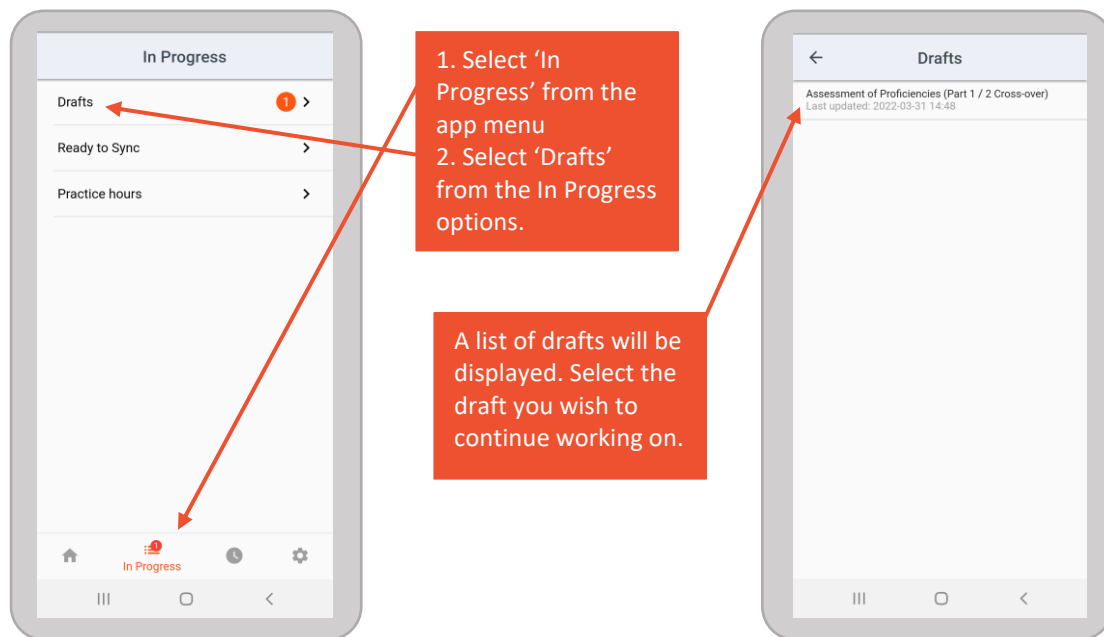 In Progress
Drafts
1
Ready to Sync
Practice hours
1
In Progress
1. Select ‘In
Progress’ from the
app menu
2. Select ‘Drafts’
from the In Progress
options.
A list of drafts will be
displayed. Select the
draft you wish to
continue working on.
Drafts
Assessment of Proficiencies (Part 1 / 2 Cross-over)
Last updated: 2022-03-31 14:48